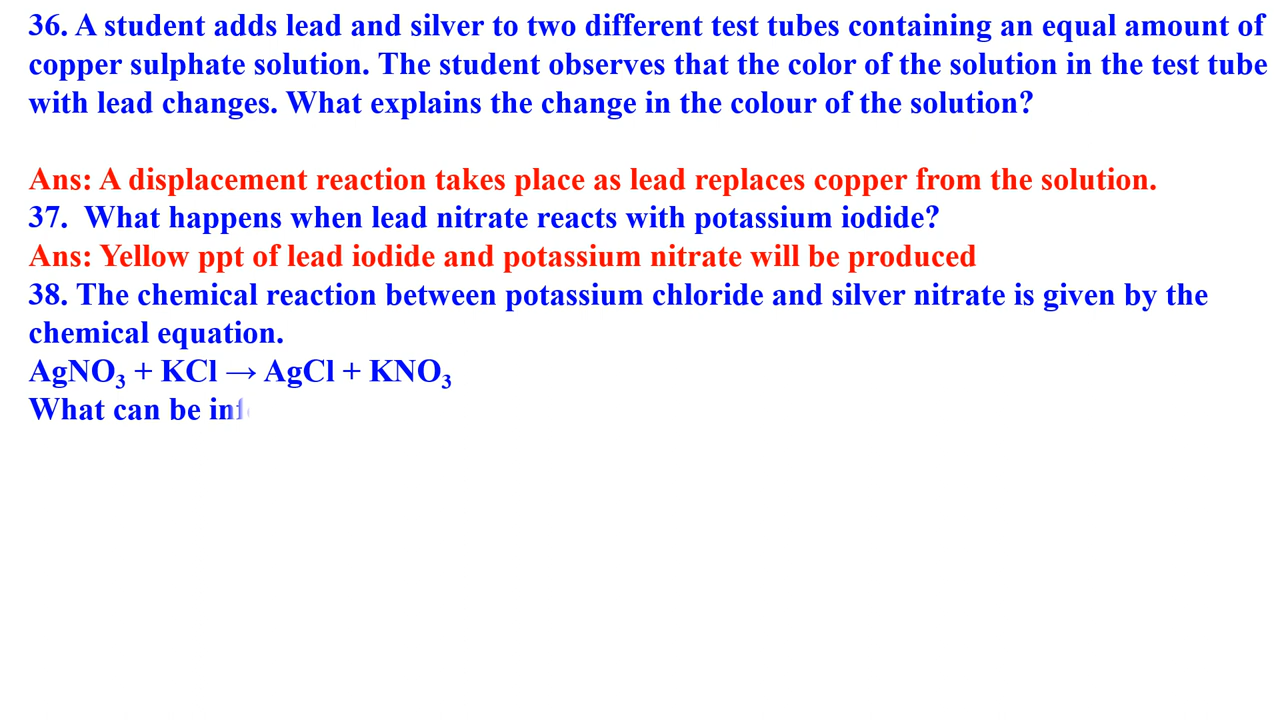 36. A student adds lead and silver to two different test tubes containing an equal amount of
copper sulphate solution. The student observes that the color of the solution in the test tube
with lead changes. What explains the change in the colour of the solution?
Ans: A displacement reaction takes place as lead replaces copper from the solution.
37.  What happens when lead nitrate reacts with potassium iodide?
Ans: Yellow ppt of lead iodide and potassium nitrate will be produced
38. The chemical reaction between potassium chloride and silver nitrate is given by the
chemical equation.
AgNO₃ + KCl → AgCl + KNO₃
What can be